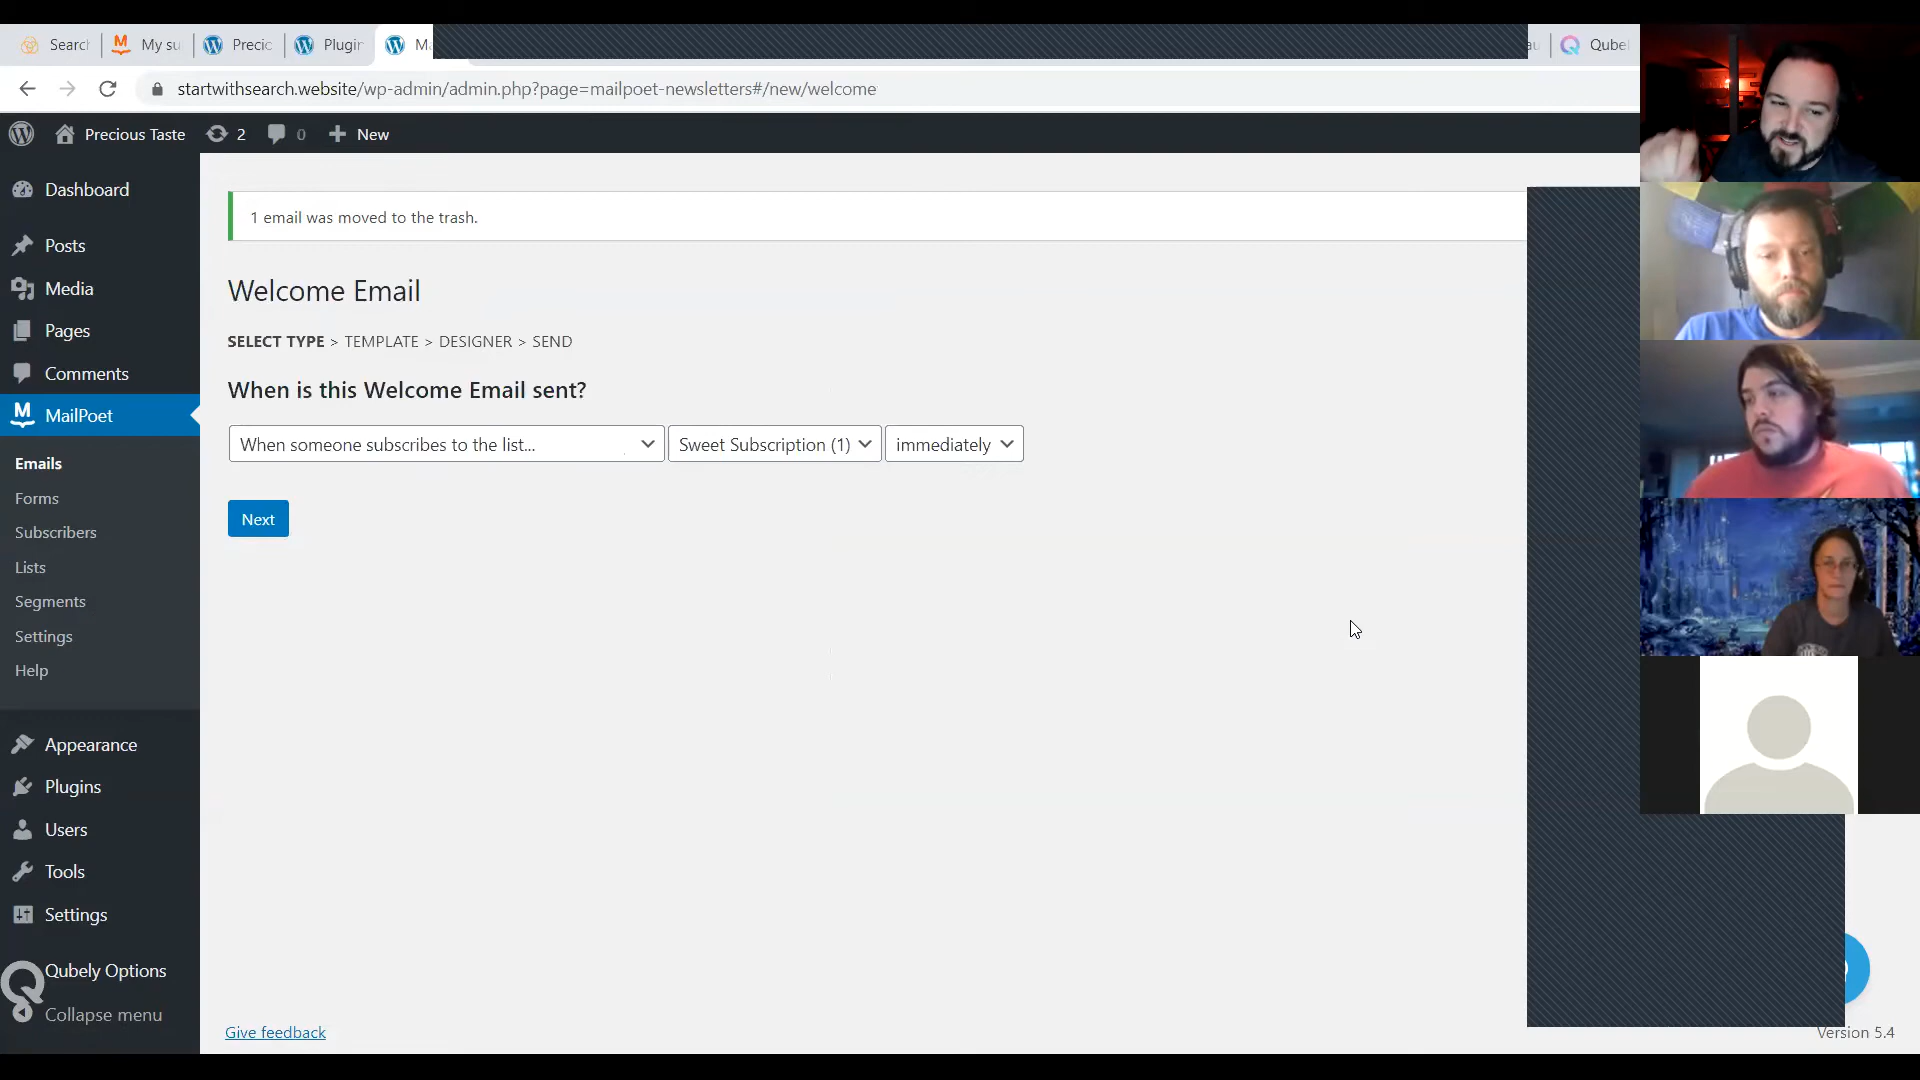 Search
My su
Precio
Plugin
M
au
Qube
startwithsearch.website/wp-admin/admin.php?page=mailpoet-newsletters#/new/welcome
Precious Taste
2
0
New
Dashboard
Posts
Media
Pages
Comments
MailPoet
Emails
Forms
Subscribers
Lists
Segments
Settings
Help
Appearance
Plugins
Users
Tools
Settings
Qubely Options
Collapse menu
1 email was moved to the trash.
Welcome Email
SELECT TYPE > TEMPLATE > DESIGNER > SEND
When is this Welcome Email sent?
When someone subscribes to the list... Sweet Subscription (1) immediately
Next
Give feedback
Version 5.4